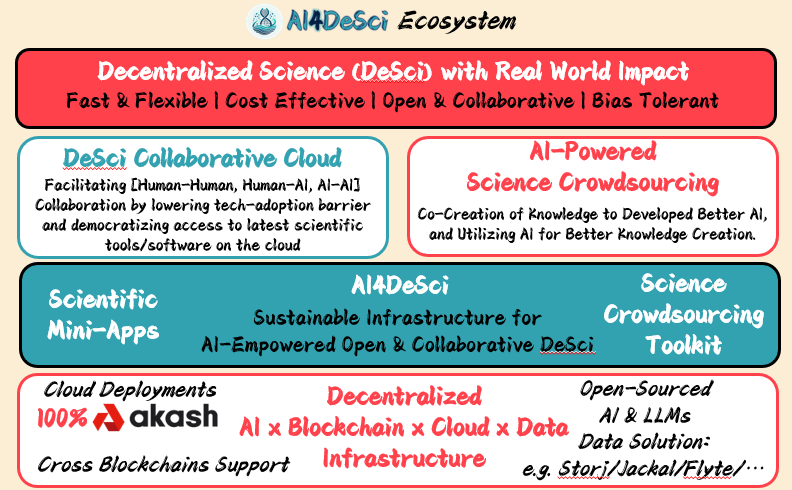 AI4DeSci Ecosystem
Decentralized Science (DeSci) with Real World Impact
Fast & Flexible | Cost Effective | Open & Collaborative | Bias Tolerant
DeSci Collaborative Cloud
Facilitating [Human-Human, Human-AI, AI-AI]
Collaboration by lowering tech-adoption barrier
and democratizing access to latest scientific
tools/software on the cloud
AI-Powered
Science Crowdsourcing
Co-Creation of Knowledge to Developed Better AI,
and Utilizing AI for Better Knowledge Creation.
Scientific
Mini-Apps
AI4DeSci
Sustainable Infrastructure for
AI-Empowered Open & Collaborative DeSci
Science
Crowdsourcing
Toolkit
Cloud Deployments
100% akash
Cross Blockchains Support
Decentralized
AI x Blockchain x Cloud x Data
Infrastructure
Open-Sourced
AI & LLMs
Data Solution:
e.g. Storj/Jackal/Flyte/…